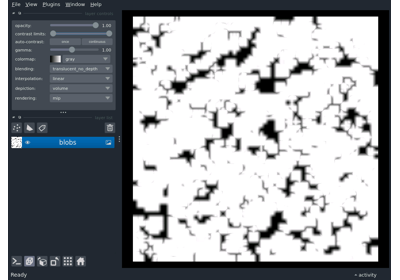 File View Plugins Window Help
opacity: 1.00
contrast limits:
auto-contrast: once continuous
gamma: 1.00
colormap: gray
blending: translucent_no_depth
interpolation: linear
depiction: volume
rendering: mip
blobs
Ready
activity